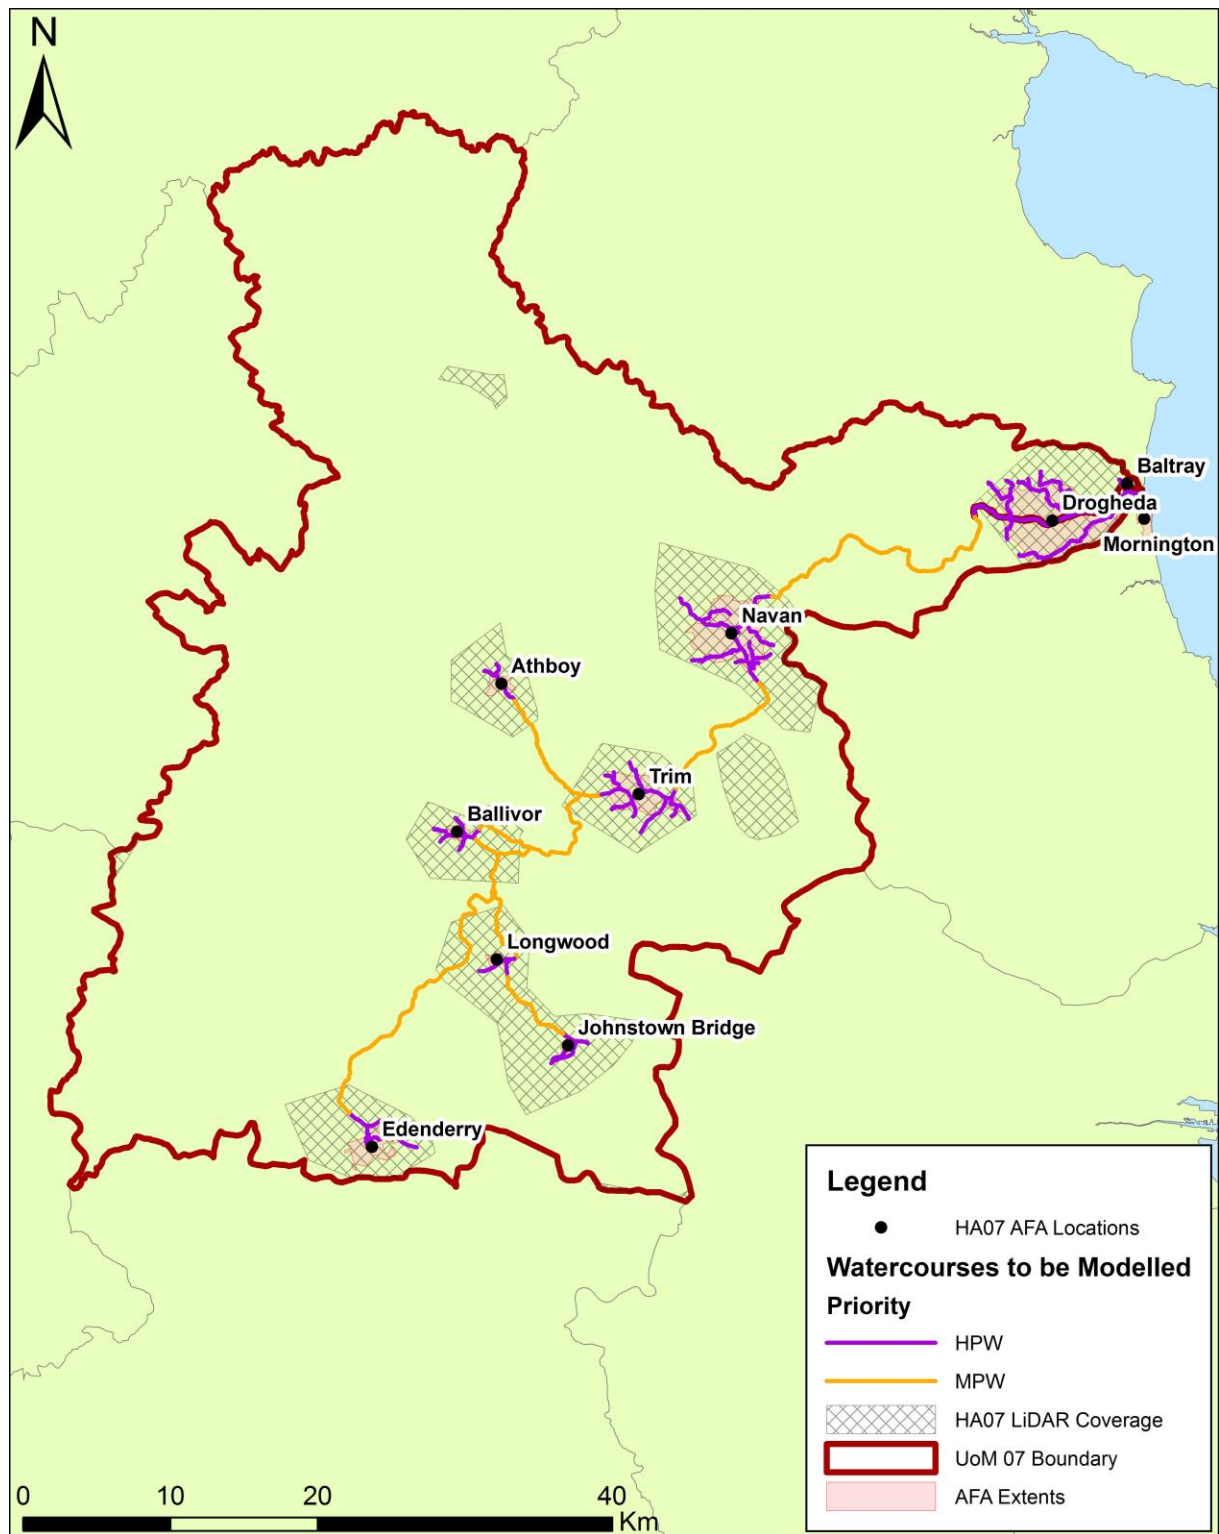 N
Baltray
Drogheda
Mornington
Navan
Athboy
Trim
Ballivor
Longwood
Johnstown Bridge
Edenderry
Legend
HA07 AFA Locations
Watercourses to be Modelled
Priority
HPW
MPW
HA07 LiDAR Coverage
UoM 07 Boundary
AFA Extents
0 10 20 40
Km